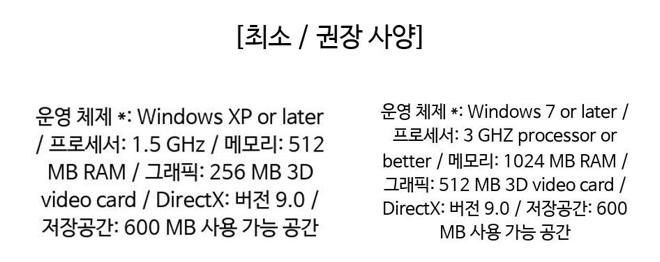 [최소 / 권장 사양]
운영 체제 *: Windows XP or later
/ 프로세서: 1.5 GHz / 메모리: 512
MB RAM / 그래픽: 256 MB 3D
video card / DirectX: 버전 9.0 /
저장공간: 600 MB 사용 가능 공간
운영 체제 *: Windows 7 or later /
프로세서: 3 GHZ processor or
better / 메모리: 1024 MB RAM /
그래픽: 512 MB 3D video card /
DirectX: 버전 9.0 / 저장공간: 600
MB 사용 가능 공간